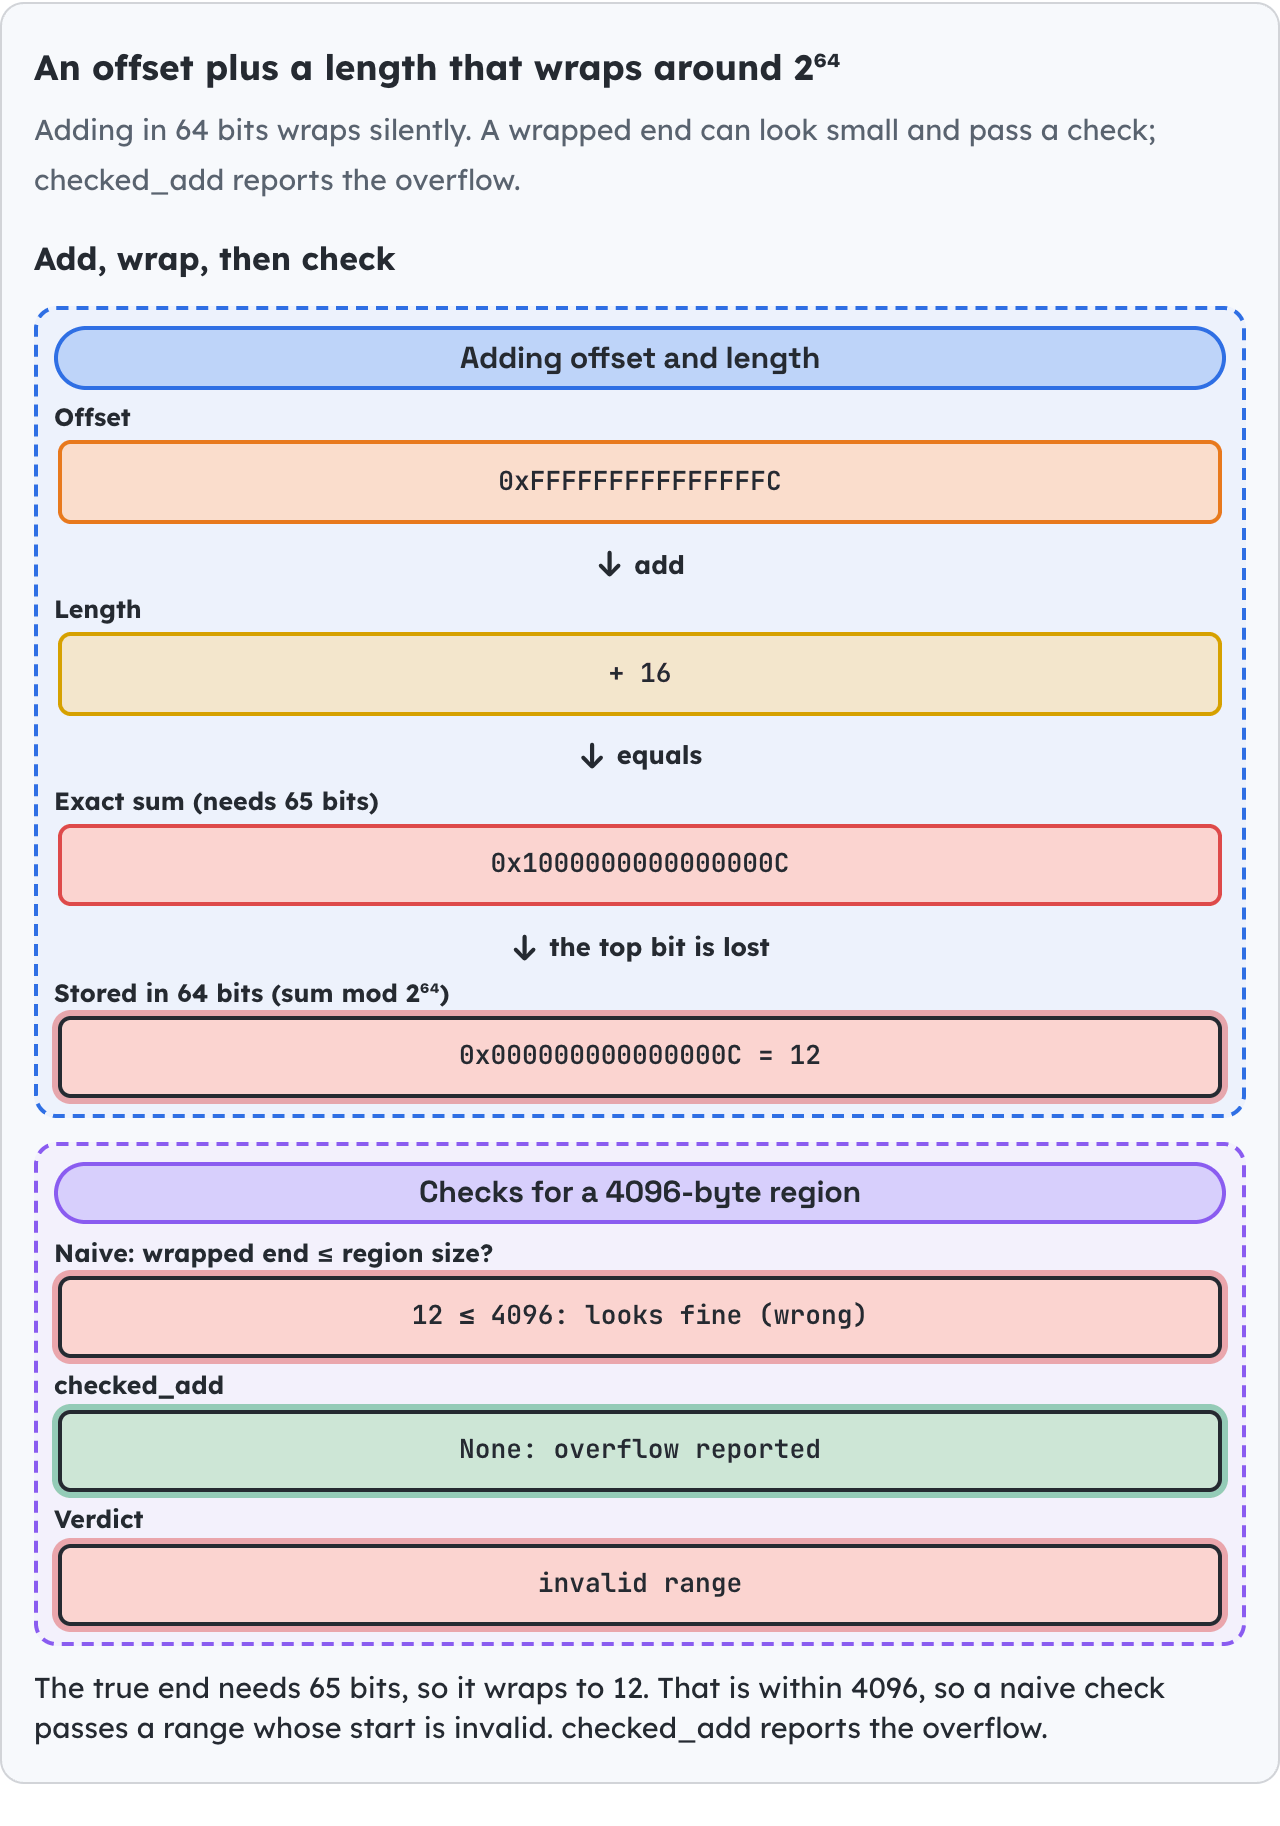 An offset plus a length that wraps around 2⁶⁴
Adding in 64 bits wraps silently. A wrapped end can look small and pass a check;
checked_add reports the overflow.
Add, wrap, then check
Adding offset and length
Offset
0xFFFFFFFFFFFFFFFC
↓ add
Length
+ 16
↓ equals
Exact sum (needs 65 bits)
0x1000000000000000C
↓ the top bit is lost
Stored in 64 bits (sum mod 2⁶⁴)
0x000000000000000C = 12
Checks for a 4096-byte region
Naive: wrapped end ≤ region size?
12 ≤ 4096: looks fine (wrong)
checked_add
None: overflow reported
Verdict
invalid range
The true end needs 65 bits, so it wraps to 12. That is within 4096, so a naive check
passes a range whose start is invalid. checked_add reports the overflow.